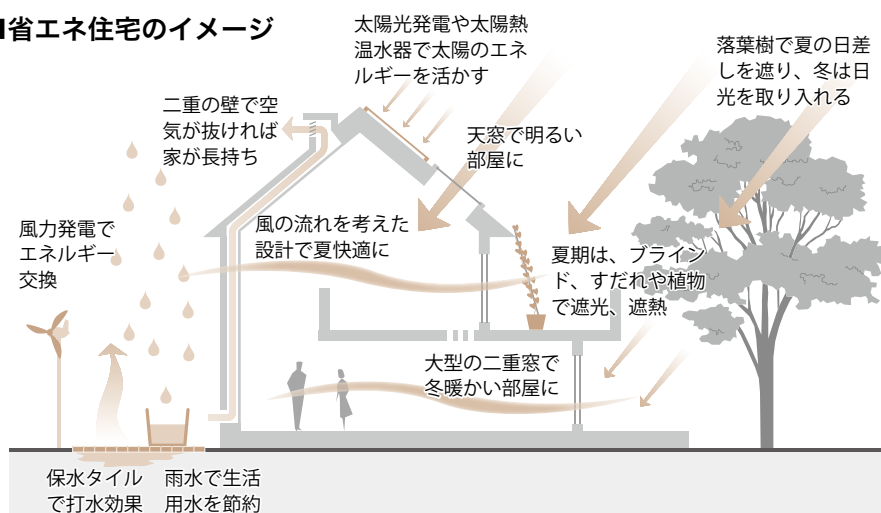 省エネ住宅のイメージ
太陽光発電や太陽熱
温水器で太陽のエネ
ルギーを活かす
落葉樹で夏の日差
しを遮り、冬は日
光を取り入れる
二重の壁で空
気が抜ければ
家が長持ち
天窓で明るい
部屋に
風力発電で
エネルギー
交換
風の流れを考えた
設計で夏快適に
夏期は、ブライン
ド、すだれや植物
で遮光、遮熱
大型の二重窓で
冬暖かい部屋に
保水タイル
で打水効果
雨水で生活
用水を節約